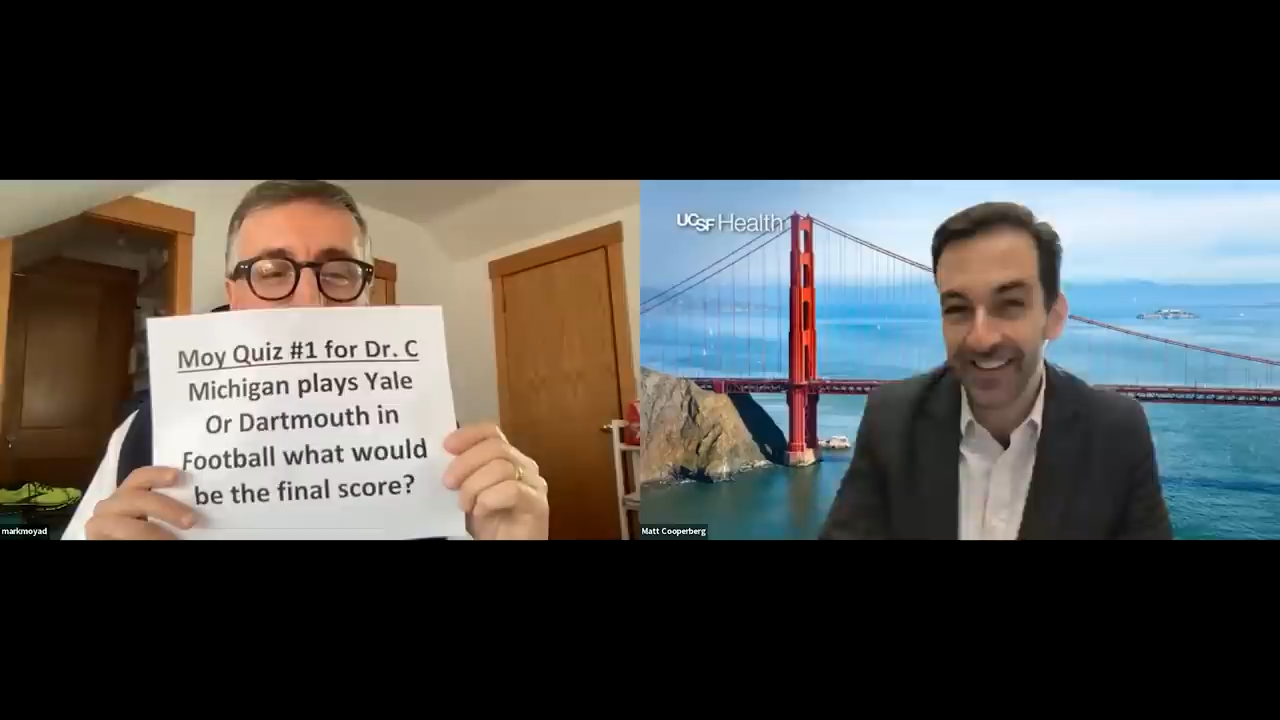 Moy Quiz #1 for Dr. C
Michigan plays Yale
Or Dartmouth in
Football what would
be the final score?
markmoyad
UCSF Health
Matt Cooperberg